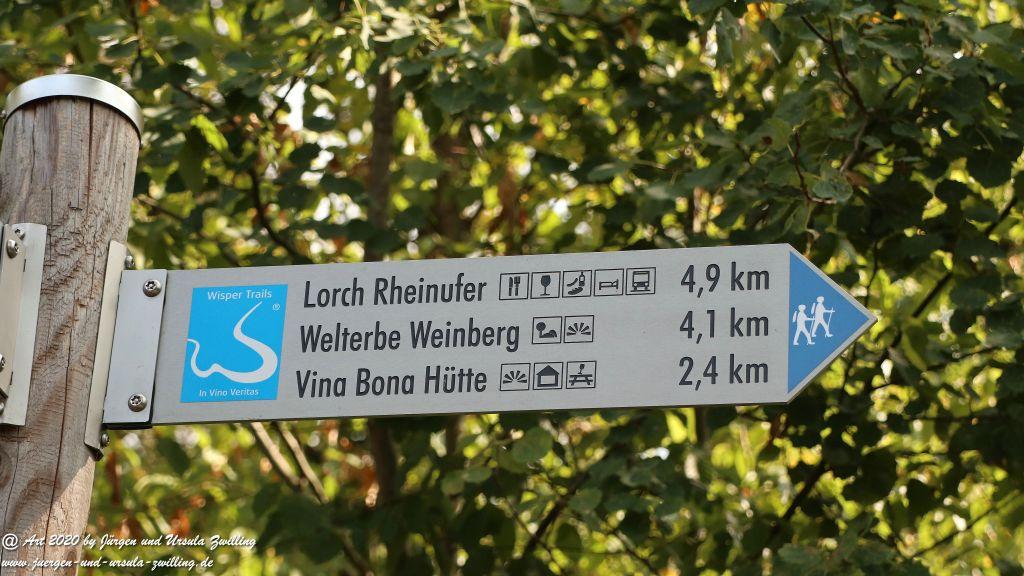 Wisper Trails
®
In Vino Veritas
Lorch Rheinufer 4,9 km
Welterbe Weinberg 4,1 km
Vina Bona Hütte 2,4 km
@ Art 2020 by Jürgen und Ursula Zwilling
www.juergen-und-ursula-zwilling.de